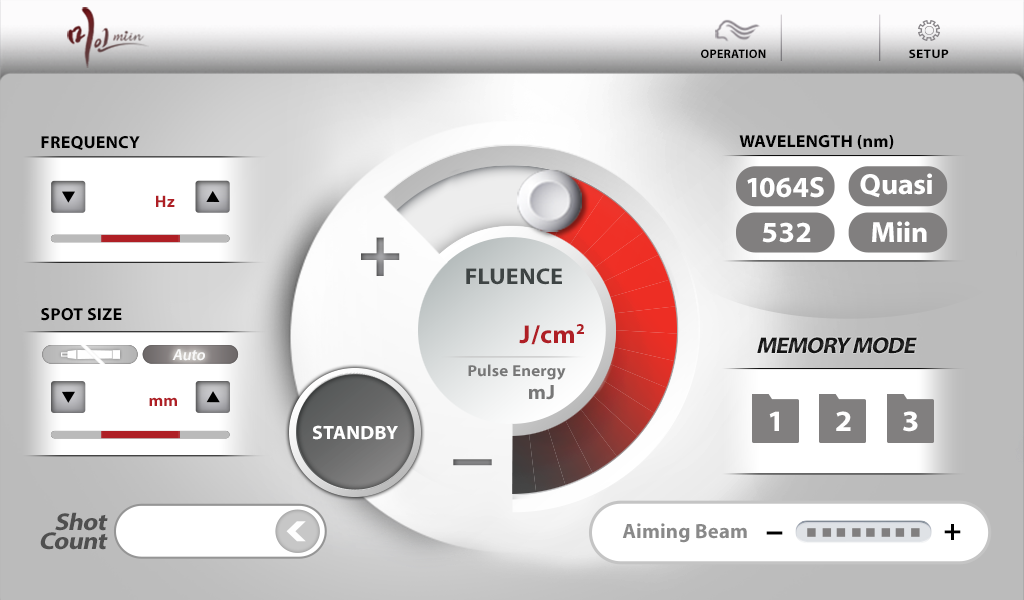 미인 miin
OPERATION
SETUP
FREQUENCY
Hz
SPOT SIZE
Auto
mm
Shot
Count
FLUENCE
J/cm²
Pulse Energy
mJ
+
−
STANDBY
WAVELENGTH (nm)
1064S Quasi
532 Miin
MEMORY MODE
1 2 3
Aiming Beam − +